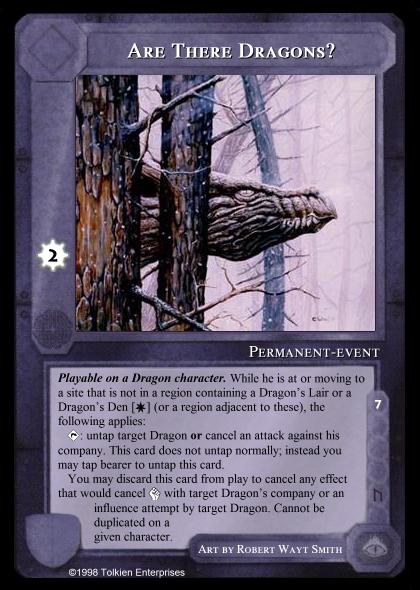 ARE THERE DRAGONS?
2
PERMANENT-EVENT
Playable on a Dragon character. While he is at or moving to
a site that is not in a region containing a Dragon's Lair or a
Dragon's Den [✷] (or a region adjacent to these), the
following applies:
: untap target Dragon or cancel an attack against his
company. This card does not untap normally; instead you
may tap bearer to untap this card.
You may discard this card from play to cancel any effect
that would cancel with target Dragon's company or an
influence attempt by target Dragon. Cannot be
duplicated on a
given character.
7
ART BY ROBERT WAYT SMITH
©1998 Tolkien Enterprises